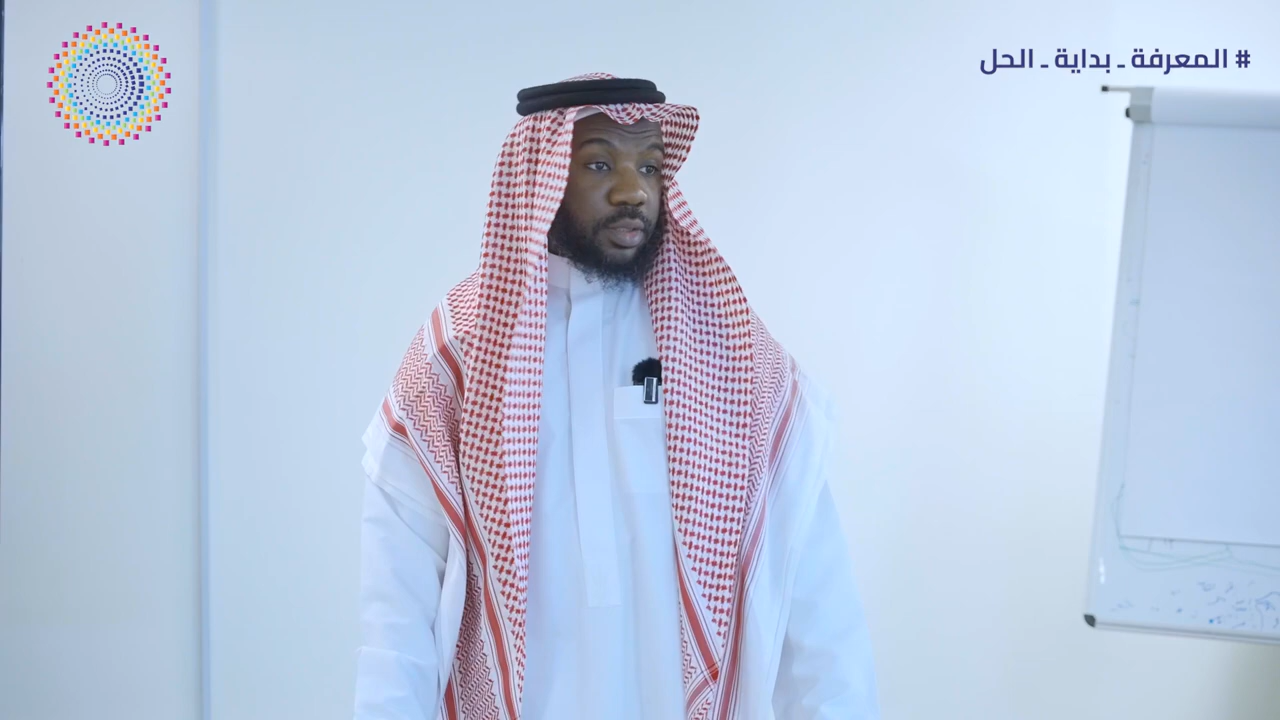 # المعرفة ـ بداية ـ الحل